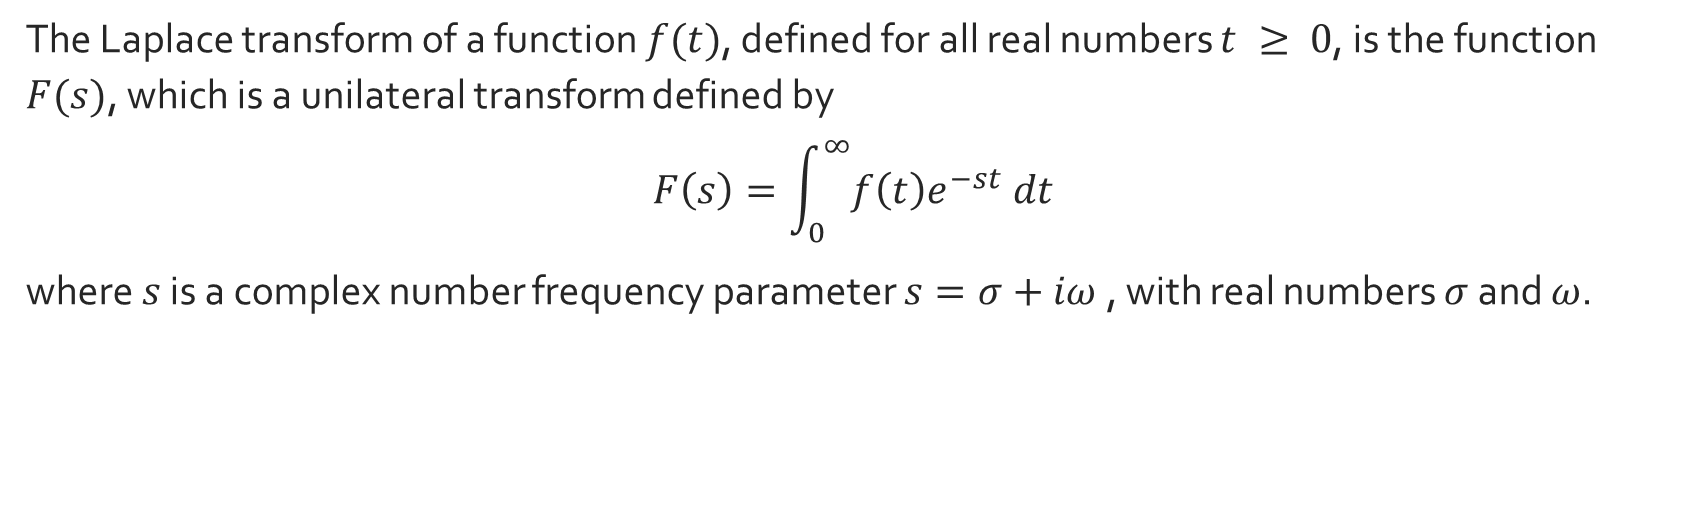 The Laplace transform of a function f(t), defined for all real numbers t ≥ 0, is the function
F(s), which is a unilateral transform defined by
F(s) = ∫₀^∞ f(t)e^{−st} dt
where s is a complex number frequency parameter s = σ + iω , with real numbers σ and ω.